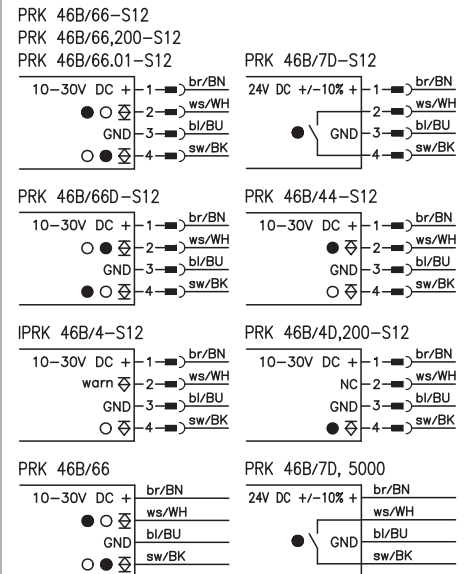 PRK 46B/66-S12
PRK 46B/66,200-S12
PRK 46B/66.01-S12
10-30V DC + 1 br/BN
2 ws/WH
GND 3 bl/BU
4 sw/BK
PRK 46B/7D-S12
24V DC +/-10% + 1 br/BN
2 ws/WH
GND 3 bl/BU
4 sw/BK
PRK 46B/66D-S12
10-30V DC + 1 br/BN
2 ws/WH
GND 3 bl/BU
4 sw/BK
PRK 46B/44-S12
10-30V DC + 1 br/BN
2 ws/WH
GND 3 bl/BU
4 sw/BK
IPRK 46B/4-S12
10-30V DC + 1 br/BN
warn 2 ws/WH
GND 3 bl/BU
4 sw/BK
PRK 46B/4D,200-S12
10-30V DC + 1 br/BN
NC 2 ws/WH
GND 3 bl/BU
4 sw/BK
PRK 46B/66
10-30V DC + br/BN
ws/WH
GND bl/BU
sw/BK
PRK 46B/7D, 5000
24V DC +/-10% + br/BN
ws/WH
GND bl/BU
sw/BK